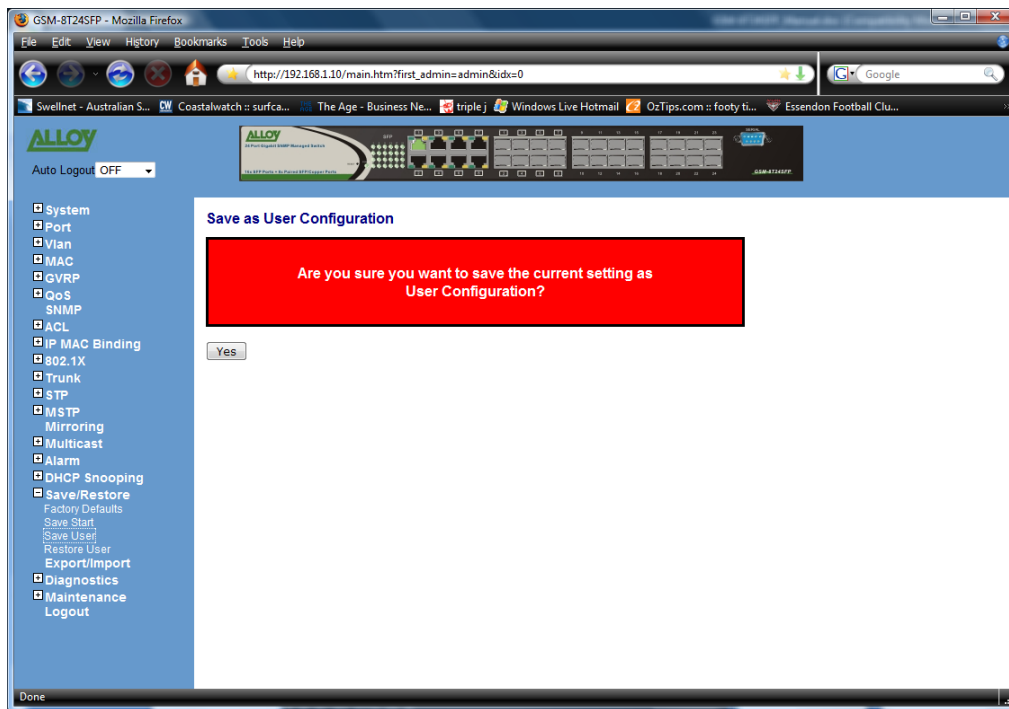 GSM-8T24SFP - Mozilla Firefox
File Edit View History Bookmarks Tools Help
http://192.168.1.10/main.htm?first_admin=admin&idx=0
G Google
Swellnet - Australian S... CW Coastalwatch :: surfca... The Age - Business Ne... triple j Windows Live Hotmail OzTips.com :: footy ti... Essendon Football Clu...
ALLOY
Auto Logout OFF
ALLOY
SFP
GSM-8T24SFP
System
Port
Vlan
MAC
GVRP
QoS
SNMP
ACL
IP MAC Binding
802.1X
Trunk
STP
MSTP
Mirroring
Multicast
Alarm
DHCP Snooping
Save/Restore
Factory Defaults
Save Start
Save User
Restore User
Export/Import
Diagnostics
Maintenance
Logout
Save as User Configuration
Are you sure you want to save the current setting as
User Configuration?
Yes
Done